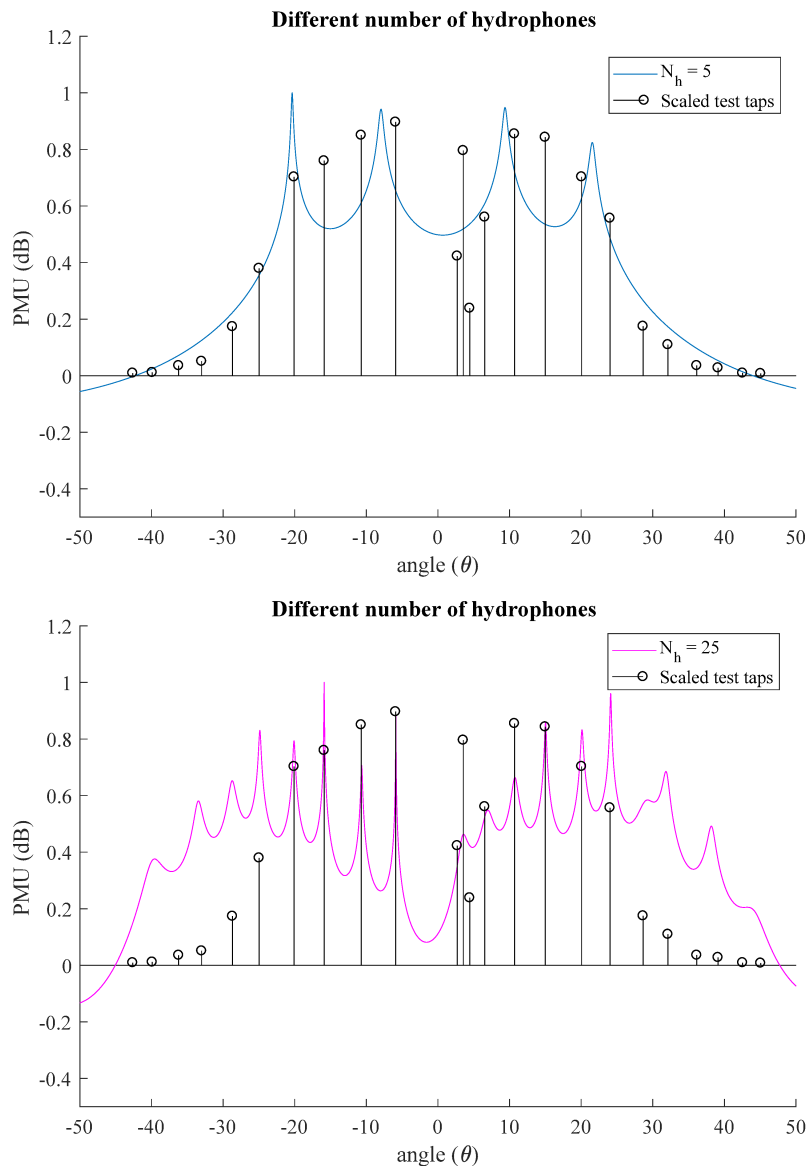 Different number of hydrophones
1.2
1
0.8
0.6
0.4
0.2
0
-0.2
-0.4
PMU (dB)
N_h = 5
Scaled test taps
-50 -40 -30 -20 -10 0 10 20 30 40 50
angle (θ)
Different number of hydrophones
1.2
1
0.8
0.6
0.4
0.2
0
-0.2
-0.4
PMU (dB)
N_h = 25
Scaled test taps
-50 -40 -30 -20 -10 0 10 20 30 40 50
angle (θ)